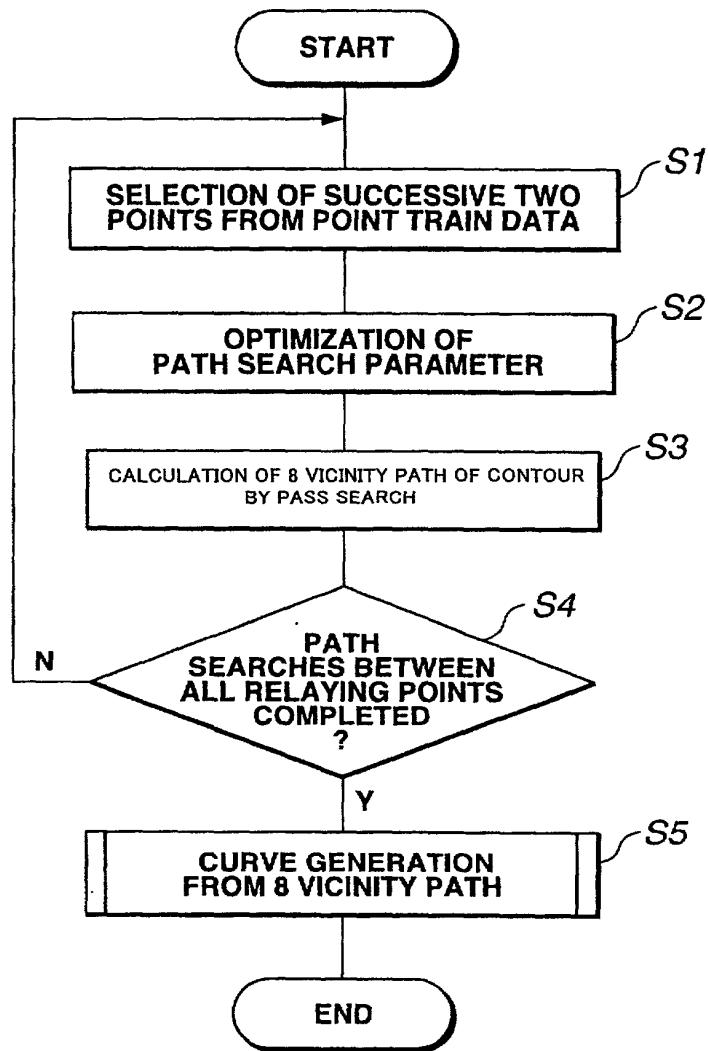 START
S1
SELECTION OF SUCCESSIVE TWO
POINTS FROM POINT TRAIN DATA
S2
OPTIMIZATION OF
PATH SEARCH PARAMETER
S3
CALCULATION OF 8 VICINITY PATH OF CONTOUR
BY PASS SEARCH
S4
PATH
SEARCHES BETWEEN
ALL RELAYING POINTS
COMPLETED
?
N
Y
S5
CURVE GENERATION
FROM 8 VICINITY PATH
END